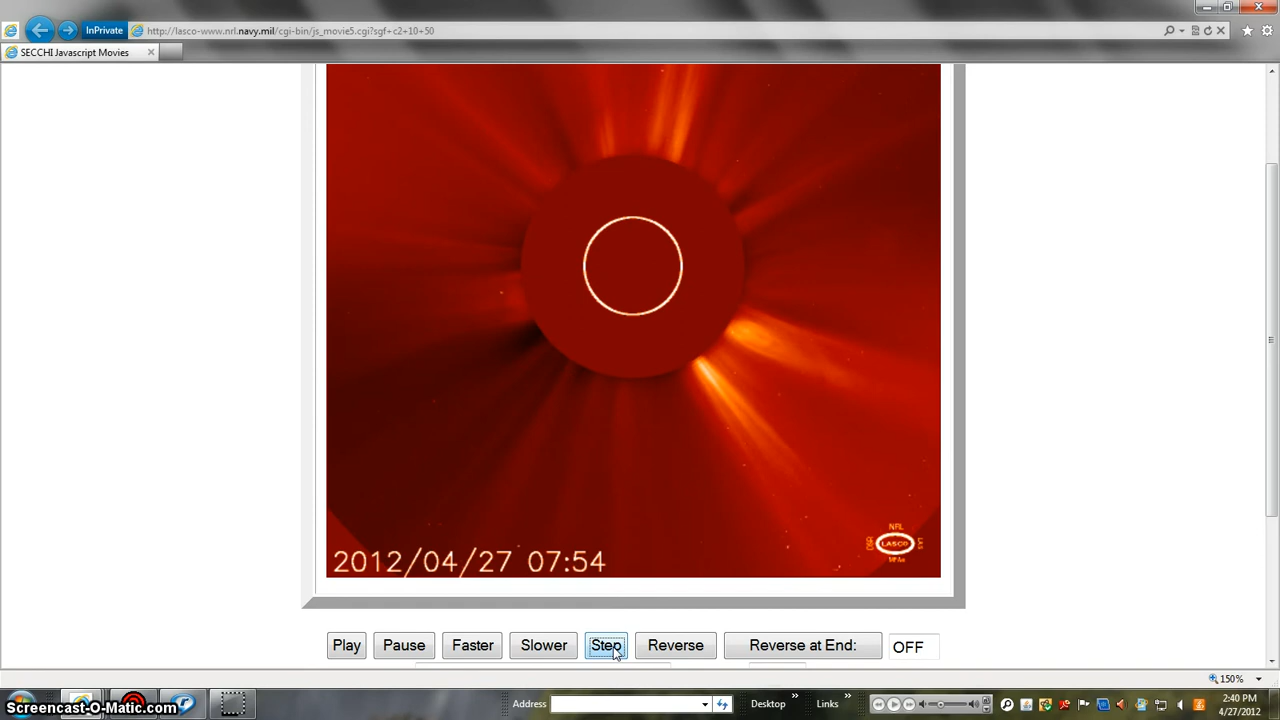 InPrivate
http://lasco-www.nrl.navy.mil/cgi-bin/js_movie5.cgi?sgf+c2+10+50
SECCHI Javascript Movies
NRL
LASCO
2012/04/27 07:54
Play Pause Faster Slower Step Reverse Reverse at End: OFF
150%
Screencast-O-Matic.com
Address
Desktop
Links
2:40 PM
4/27/2012